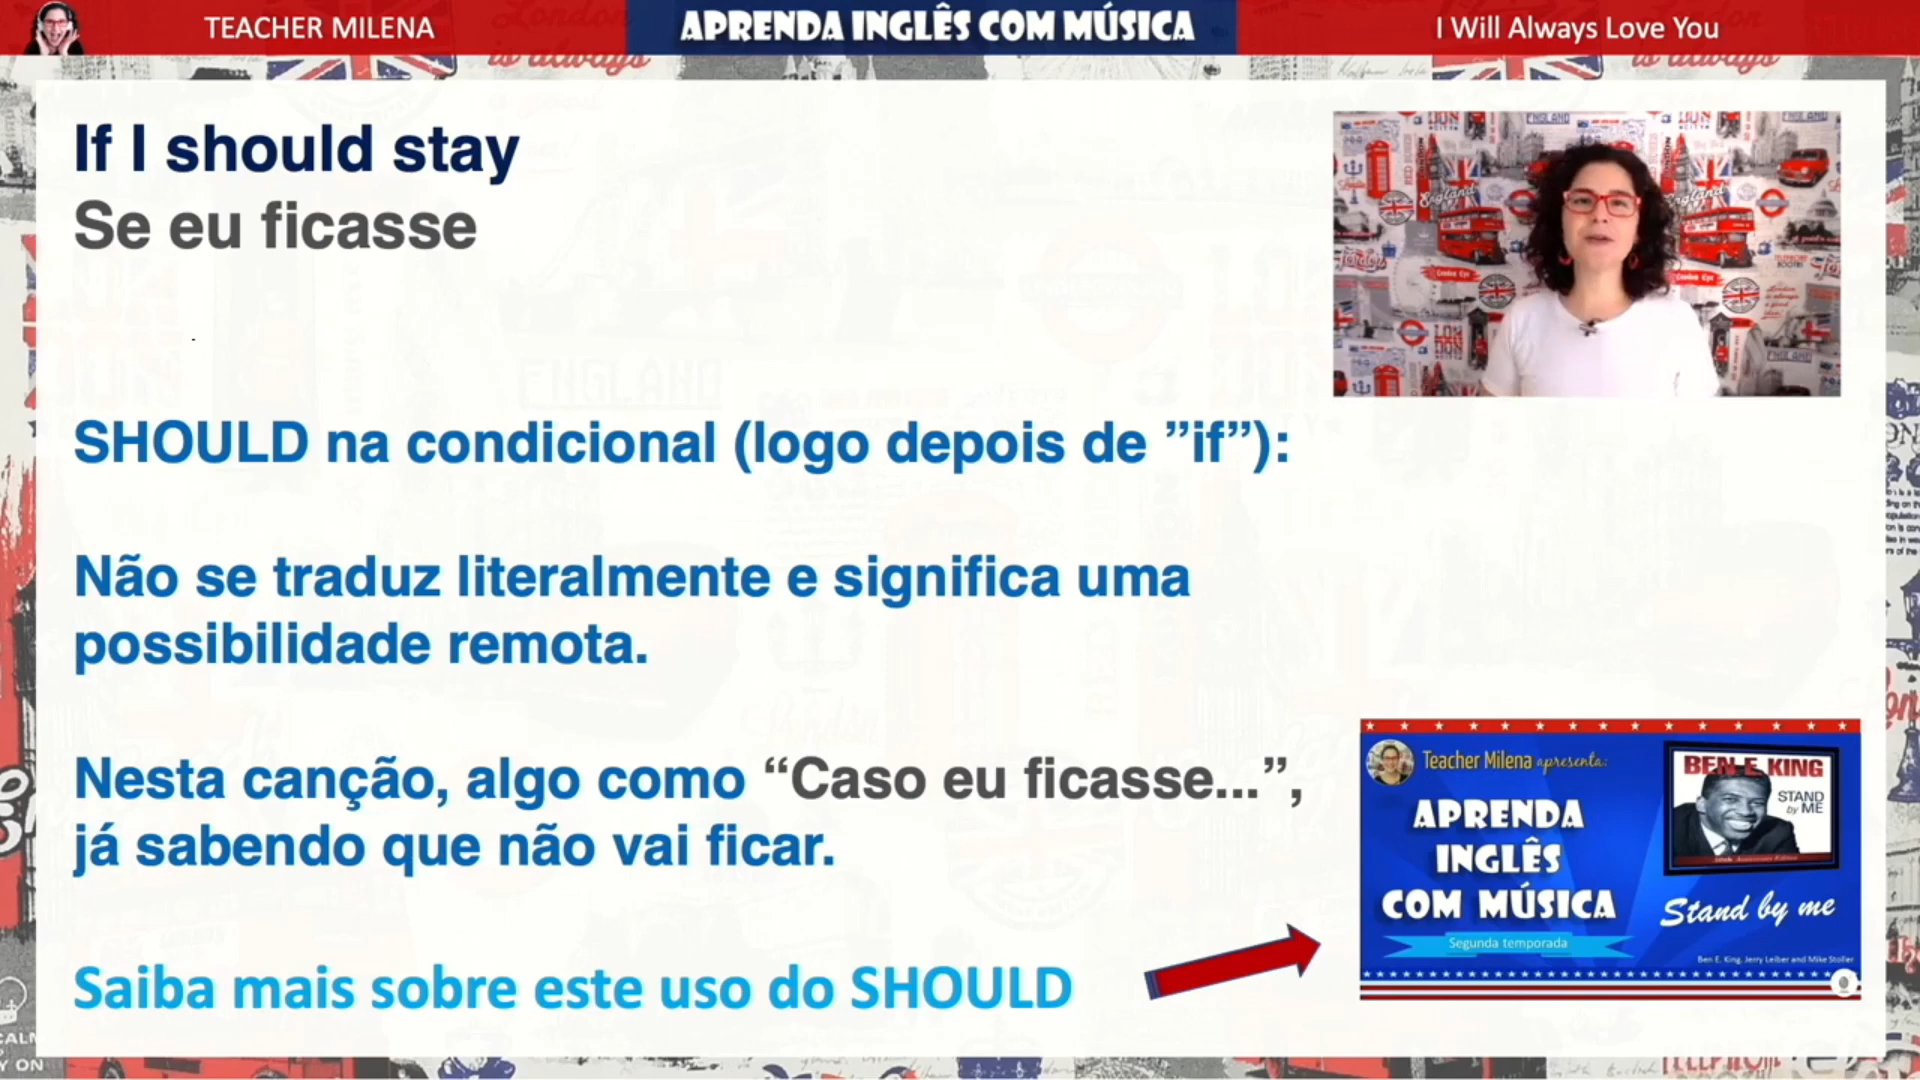 TEACHER MILENA
APRENDA INGLÊS COM MÚSICA
I Will Always Love You
If I should stay
Se eu ficasse
SHOULD na condicional (logo depois de ”if”):
Não se traduz literalmente e significa uma
possibilidade remota.
Nesta canção, algo como “Caso eu ficasse...”,
já sabendo que não vai ficar.
Saiba mais sobre este uso do SHOULD
Teacher Milena apresenta:
APRENDA
INGLÊS
COM MÚSICA
Segunda temporada
BEN E. KING
STAND
by ME
Stand by me
Ben E. King, Jerry Leiber and Mike Stoller
ENGLAND